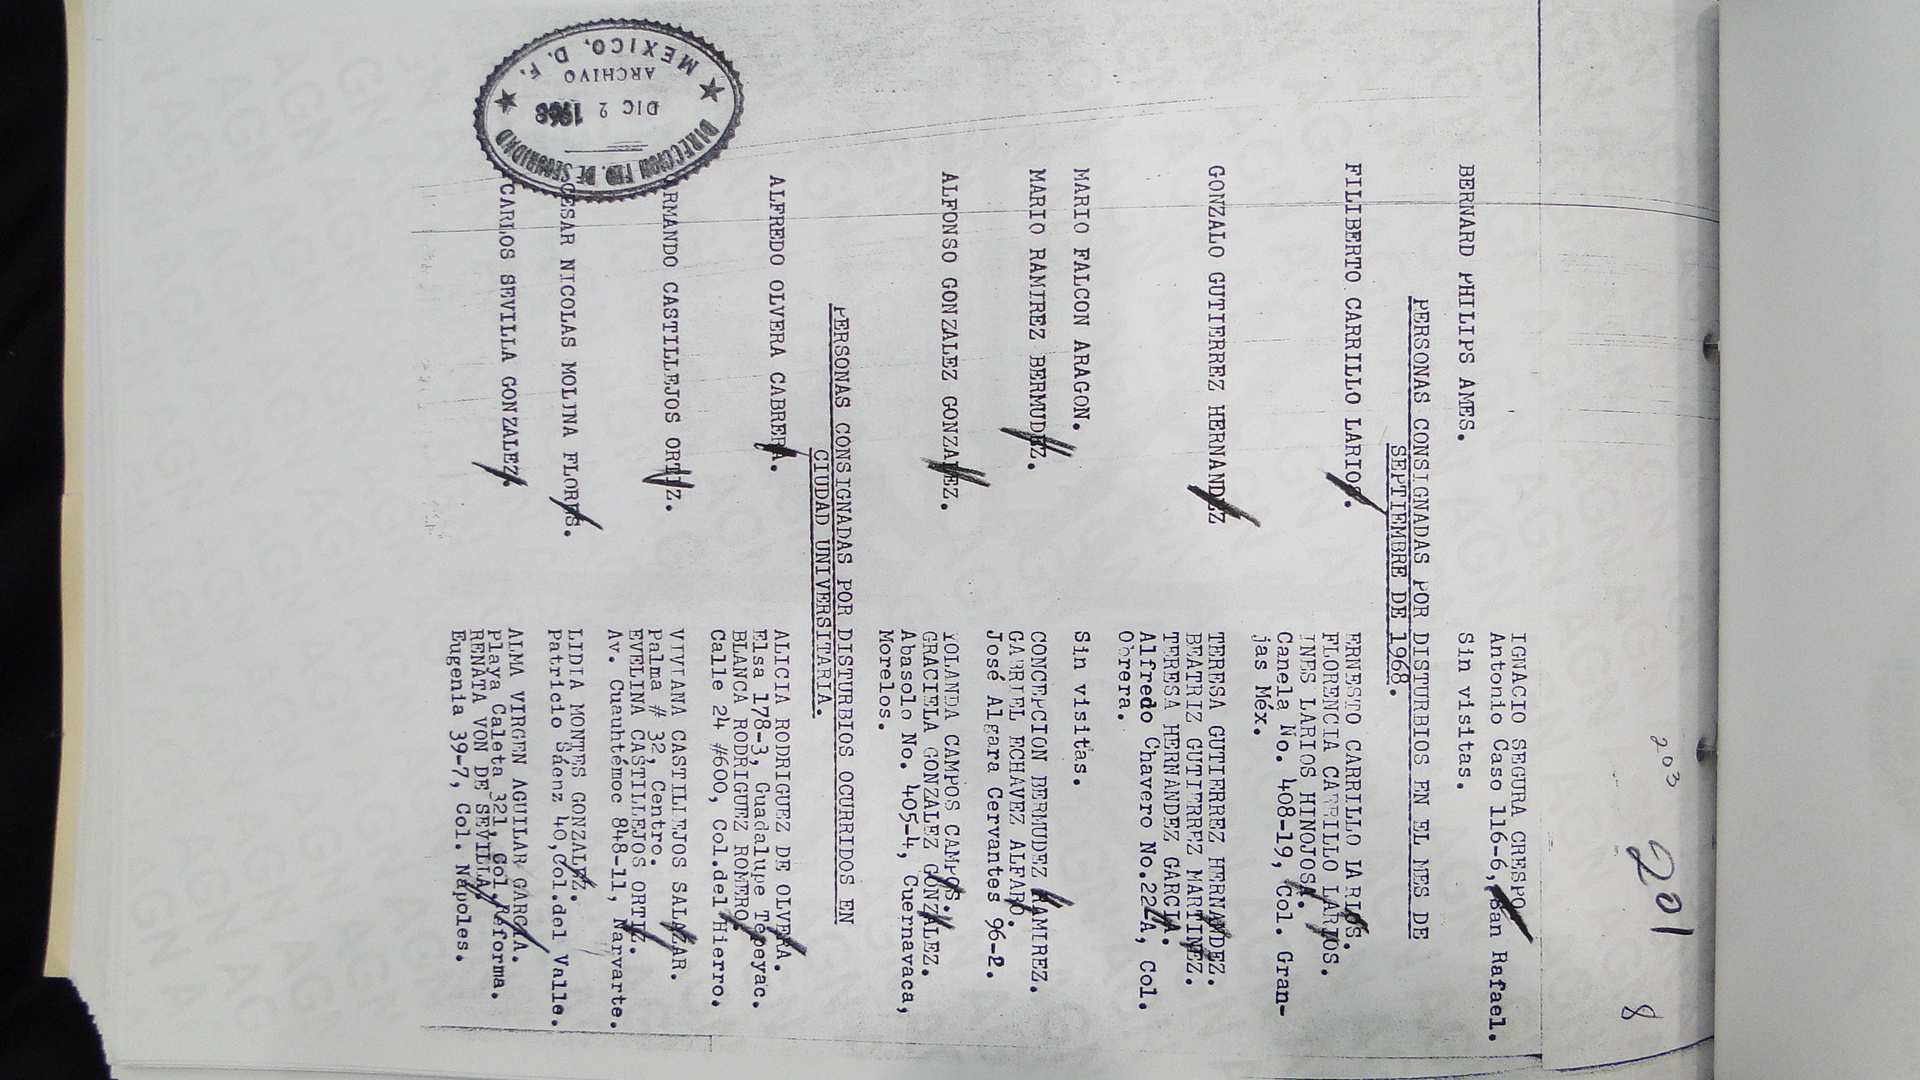 203
201
8
IGNACIO SEGURA CRESPO
Antonio Caso 116-6, San Rafael.
BERNARD PHILIPS AMES. Sin visitas.
PERSONAS CONSIGNADAS POR DISTURBIOS EN EL MES DE
SEPTIEMBRE DE 1968.
FILIBERTO CARRILLO LARIOS. ERNESTO CARRILLO LARIOS.
FLORENCIA CARRILLO LARIOS.
INES LARIOS HINOJOSA.
Canela No. 408-19, Col. Gran-
jas Méx.
GONZALO GUTIERREZ HERNANDEZ TERESA GUTIERREZ HERNANDEZ.
BEATRIZ GUTIERREZ MARTINEZ.
TERESA HERNANDEZ GARCIA.
Alfredo Chavero No.224A, Col.
Obrera.
MARIO FALCON ARAGON. Sin visitas.
MARIO RAMIREZ BERMUDEZ. CONCEPCION BERMUDEZ RAMIREZ.
GABRIEL ECHAVEZ ALFARO.
José Algara Cervantes 96-2.
ALFONSO GONZALEZ GONZALEZ. YOLANDA CAMPOS CAMPOS.
GRACIELA GONZALEZ GONZALEZ.
Abasolo No. 405-4, Cuernavaca,
Morelos.
PERSONAS CONSIGNADAS POR DISTURBIOS OCURRIDOS EN
CIUDAD UNIVERSITARIA.
ALFREDO OLVERA CABRERA. ALICIA RODRIGUEZ DE OLVERA.
Elsa 178-3, Guadalupe Tepeyac.
BLANCA RODRIGUEZ ROMERO.
Calle 24 #600, Col.del Hierro.
RMANDO CASTILLEJOS ORTIZ. VIVIANA CASTILLEJOS SALAZAR.
Palma # 32, Centro.
EVELINA CASTILLEJOS ORTIZ.
Av. Cuauhtémoc 848-11, Narvarte.
CESAR NICOLAS MOLINA FLORES. LIDIA MONTES GONZALEZ.
Patricio Sáenz 40, Col.del Valle.
CARLOS SEVILLA GONZALEZ. ALMA VIRGEN AGUILAR GARCIA.
Playa Caleta 321, Col. Reforma.
RENATA VON DE SEVILLA
Eugenia 39-7, Col. Nápoles.
DIRECCION FED. DE SEGURIDAD
DIC 2 1968
ARCHIVO
MEXICO, D. F.